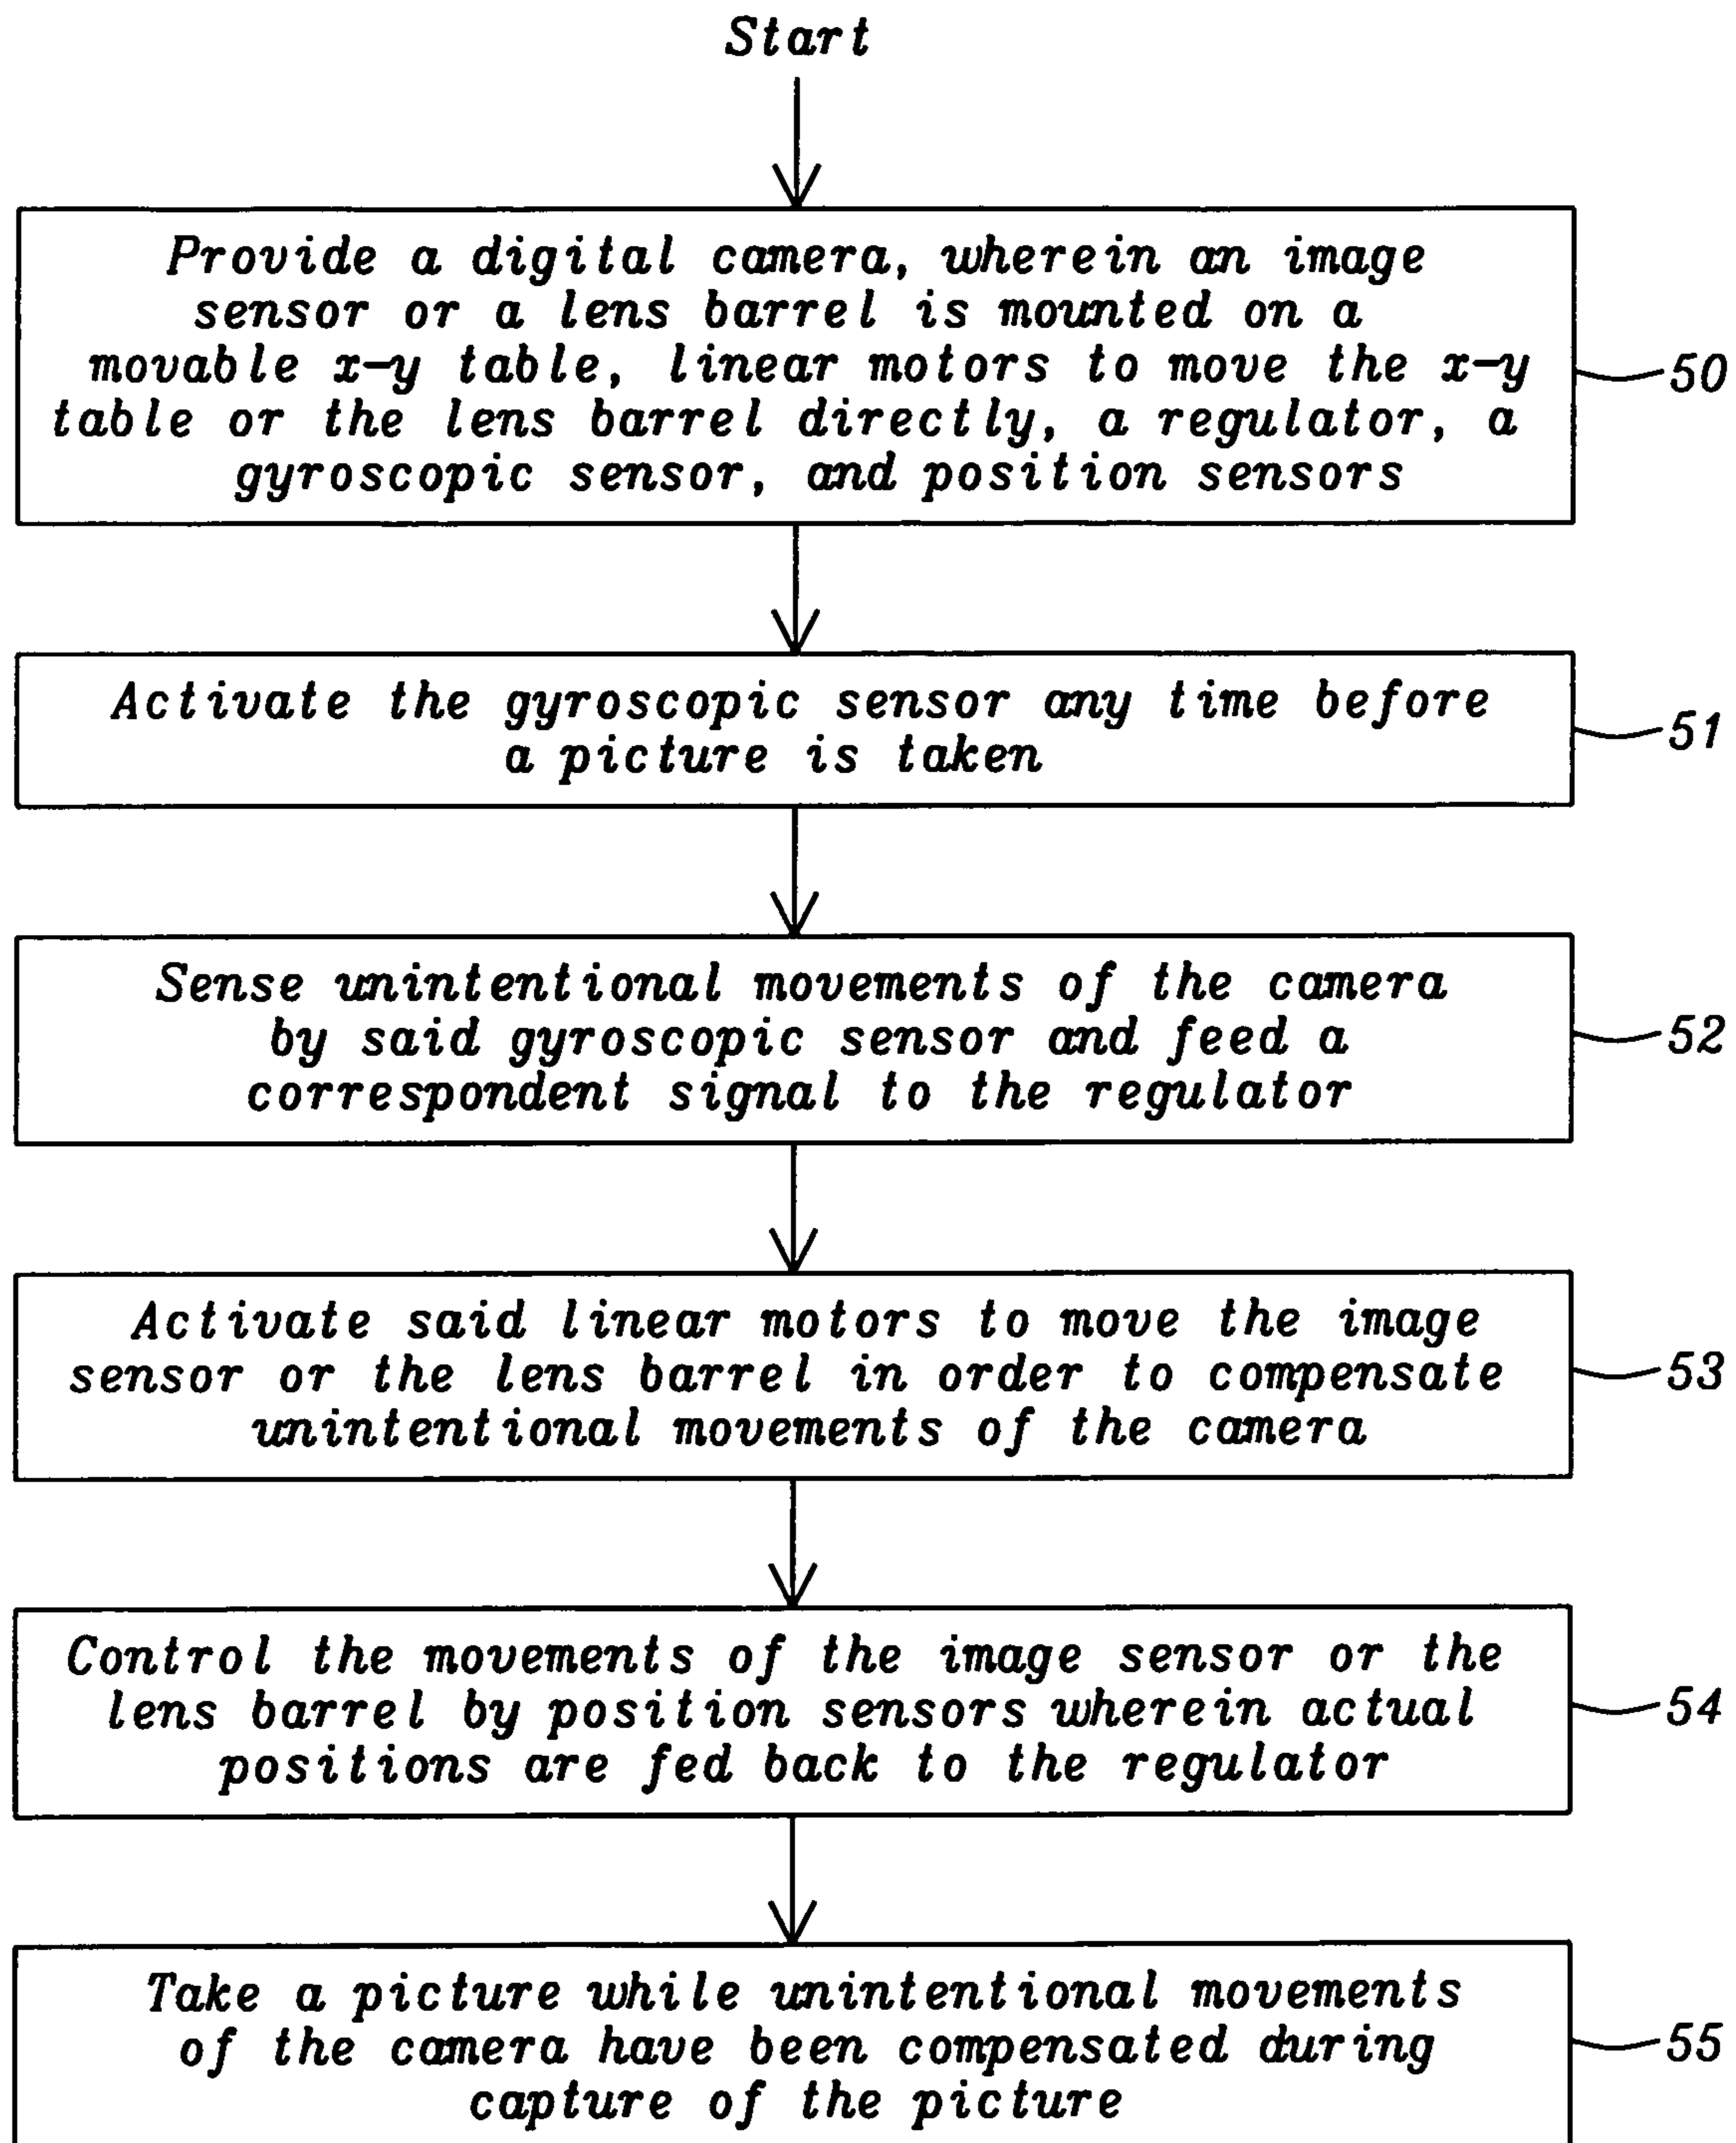 Start
Provide a digital camera, wherein an image
sensor or a lens barrel is mounted on a
movable x-y table, linear motors to move the x-y
table or the lens barrel directly, a regulator, a
gyroscopic sensor, and position sensors
50
Activate the gyroscopic sensor any time before
a picture is taken
51
Sense unintentional movements of the camera
by said gyroscopic sensor and feed a
correspondent signal to the regulator
52
Activate said linear motors to move the image
sensor or the lens barrel in order to compensate
unintentional movements of the camera
53
Control the movements of the image sensor or the
lens barrel by position sensors wherein actual
positions are fed back to the regulator
54
Take a picture while unintentional movements
of the camera have been compensated during
capture of the picture
55